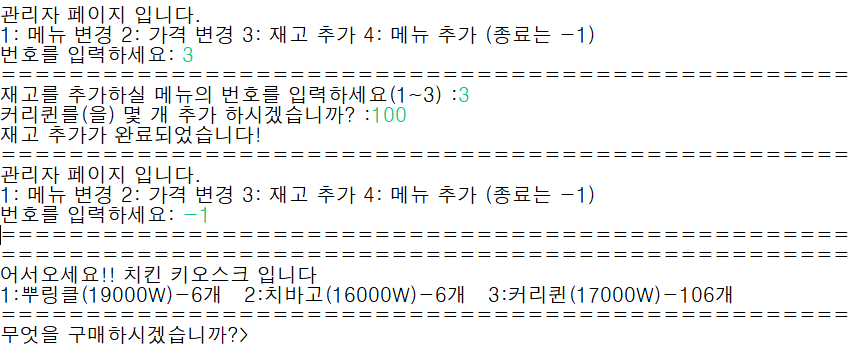 관리자 페이지 입니다.
1: 메뉴 변경 2: 가격 변경 3: 재고 추가 4: 메뉴 추가 (종료는 -1)
번호를 입력하세요: 3
==================================================
재고를 추가하실 메뉴의 번호를 입력하세요(1~3) :3
커리퀸를(을) 몇 개 추가 하시겠습니까? :100
재고 추가가 완료되었습니다!
==================================================
관리자 페이지 입니다.
1: 메뉴 변경 2: 가격 변경 3: 재고 추가 4: 메뉴 추가 (종료는 -1)
번호를 입력하세요: -1
==================================================
==================================================
어서오세요!! 치킨 키오스크 입니다
1:뿌링클(19000W)-6개   2:치바고(16000W)-6개   3:커리퀸(17000W)-106개
==================================================
무엇을 구매하시겠습니까?>